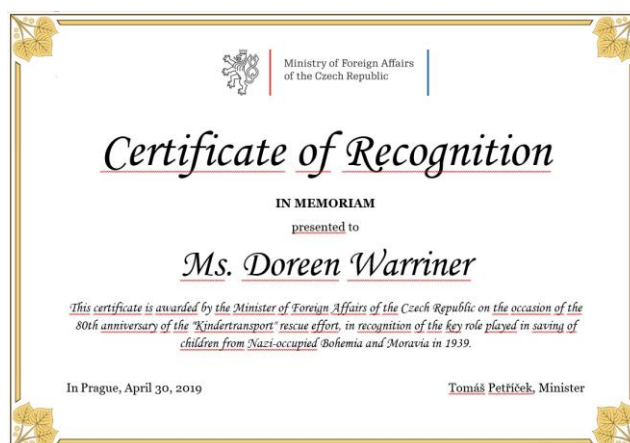 Ministry of Foreign Affairs
of the Czech Republic
Certificate of Recognition
IN MEMORIAM
presented to
Ms. Doreen Warriner
This certificate is awarded by the Minister of Foreign Affairs of the Czech Republic on the occasion of the
80th anniversary of the "Kindertransport" rescue effort, in recognition of the key role played in saving of
children from Nazi-occupied Bohemia and Moravia in 1939.
In Prague, April 30, 2019 Tomáš Petříček, Minister